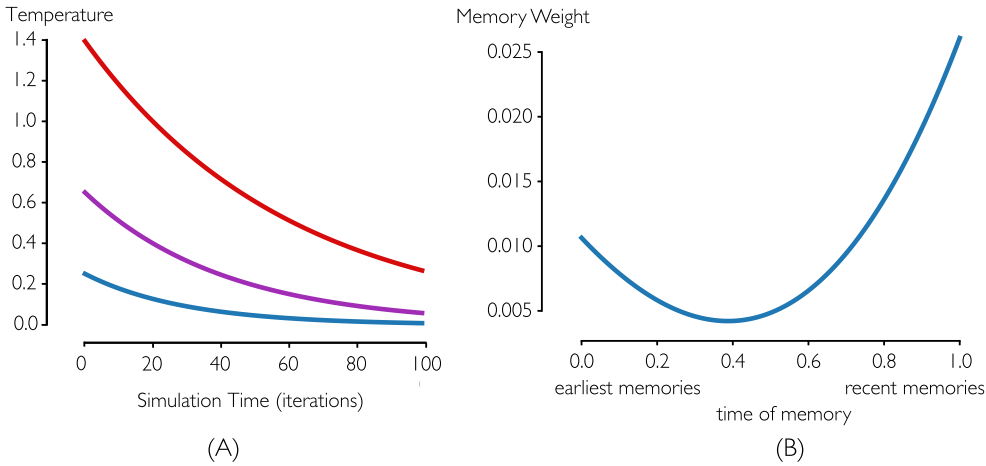 Temperature
1.4
1.2
1.0
0.8
0.6
0.4
0.2
0.0
0 20 40 60 80 100
Simulation Time (iterations)
(A)
Memory Weight
0.025
0.020
0.015
0.010
0.005
0.0 0.2 0.4 0.6 0.8 1.0
earliest memories recent memories
time of memory
(B)